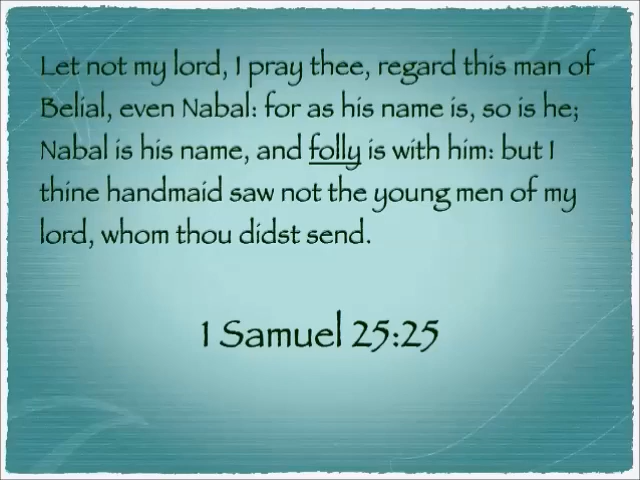 Let not my lord, I pray thee, regard this man of
Belial, even Nabal: for as his name is, so is he;
Nabal is his name, and folly is with him: but I
thine handmaid saw not the young men of my
lord, whom thou didst send.
1 Samuel 25:25